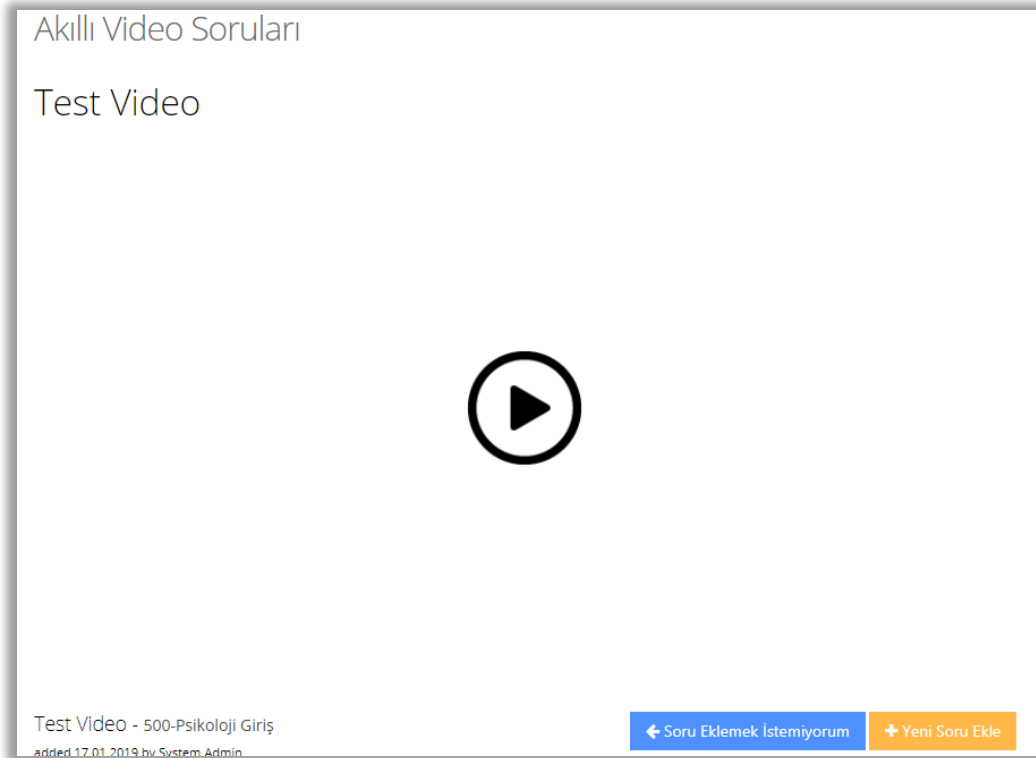 Akıllı Video Soruları
Test Video
Test Video - 500-Psikoloji Giriş
added 17.01.2019 by System Admin
Soru Eklemek İstemiyorum
Yeni Soru Ekle